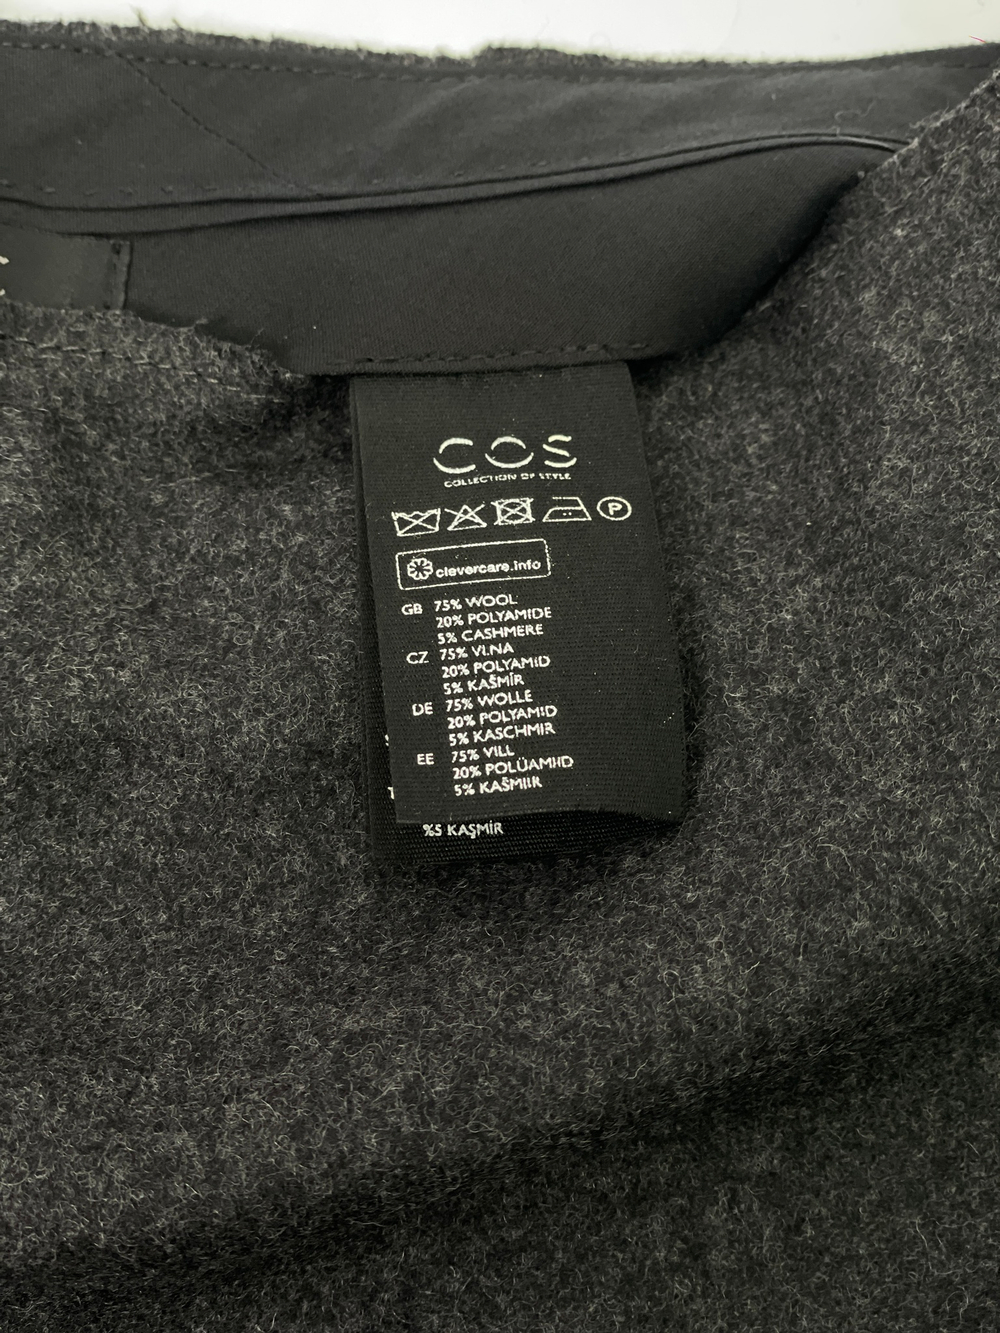 COS
COLLECTION OF STYLE
P
clevercare.info
GB 75% WOOL
20% POLYAMIDE
5% CASHMERE
CZ 75% VLNA
20% POLYAMID
5% KAŠMÍR
DE 75% WOLLE
20% POLYAMID
5% KASCHMIR
EE 75% VILL
20% POLÜAMIID
5% KAŠMIIR
%5 KAŞMİR